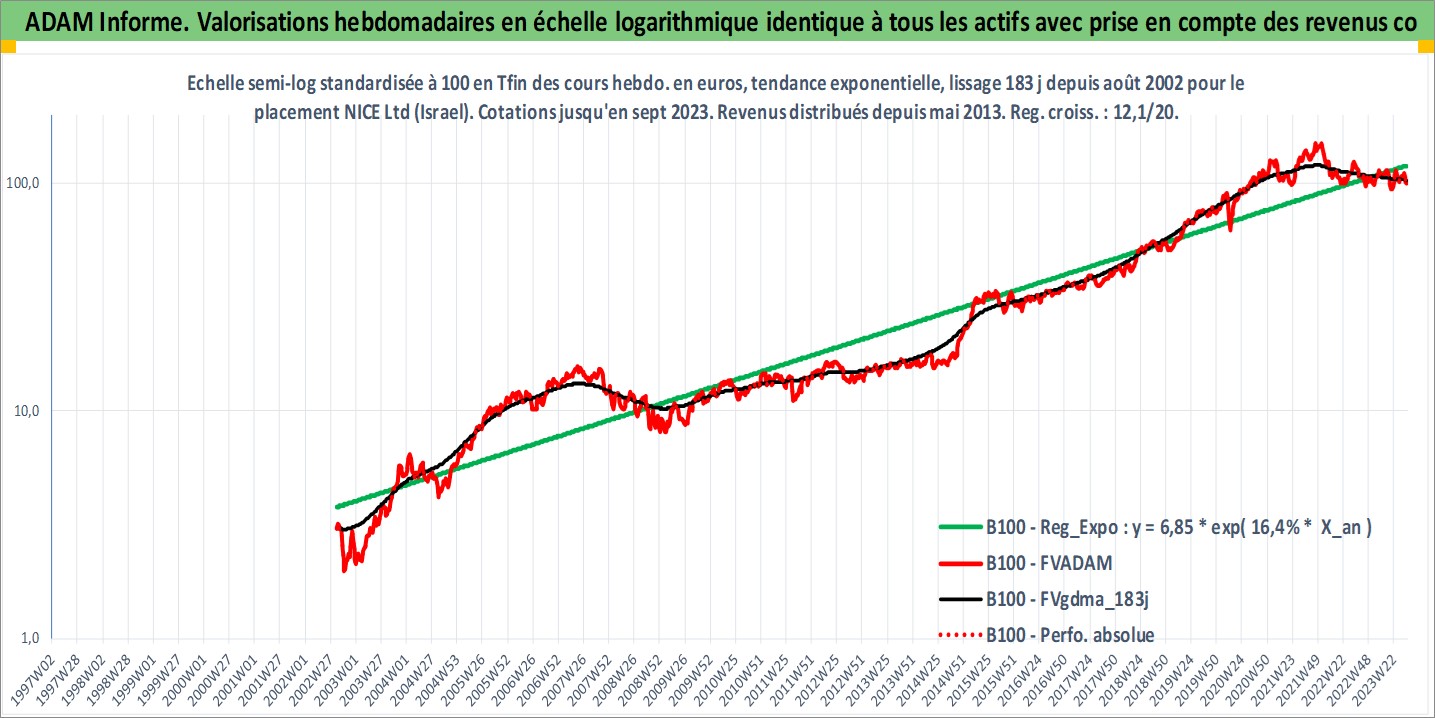 ADAM Informe. Valorisations hebdomadaires en échelle logarithmique identique à tous les actifs avec prise en compte des revenus co
Echelle semi-log standardisée à 100 en Tfin des cours hebdo. en euros, tendance exponentielle, lissage 183 j depuis août 2002 pour le
placement NICE Ltd (Israel). Cotations jusqu'en sept 2023. Revenus distribués depuis mai 2013. Reg. croiss. : 12,1/20.
100,0
10,0
1,0
B100 - Reg_Expo : y = 6,85 * exp( 16,4% * X_an )
B100 - FVADAM
B100 - FVgdma_183j
B100 - Perfo. absolue
1997W02
1997W28
1998W02
1998W28
1999W01
1999W27
2000W01
2000W27
2001W01
2001W27
2002W01
2002W27
2003W01
2003W27
2004W01
2004W27
2004W53
2005W26
2005W52
2006W26
2006W52
2007W26
2007W52
2008W26
2008W52
2009W26
2009W52
2010W25
2010W51
2011W25
2011W51
2012W25
2012W51
2013W25
2013W51
2014W25
2014W51
2015W25
2015W51
2016W24
2016W50
2017W24
2017W50
2018W24
2018W50
2019W24
2019W50
2020W24
2020W50
2021W23
2021W49
2022W22
2022W48
2023W22